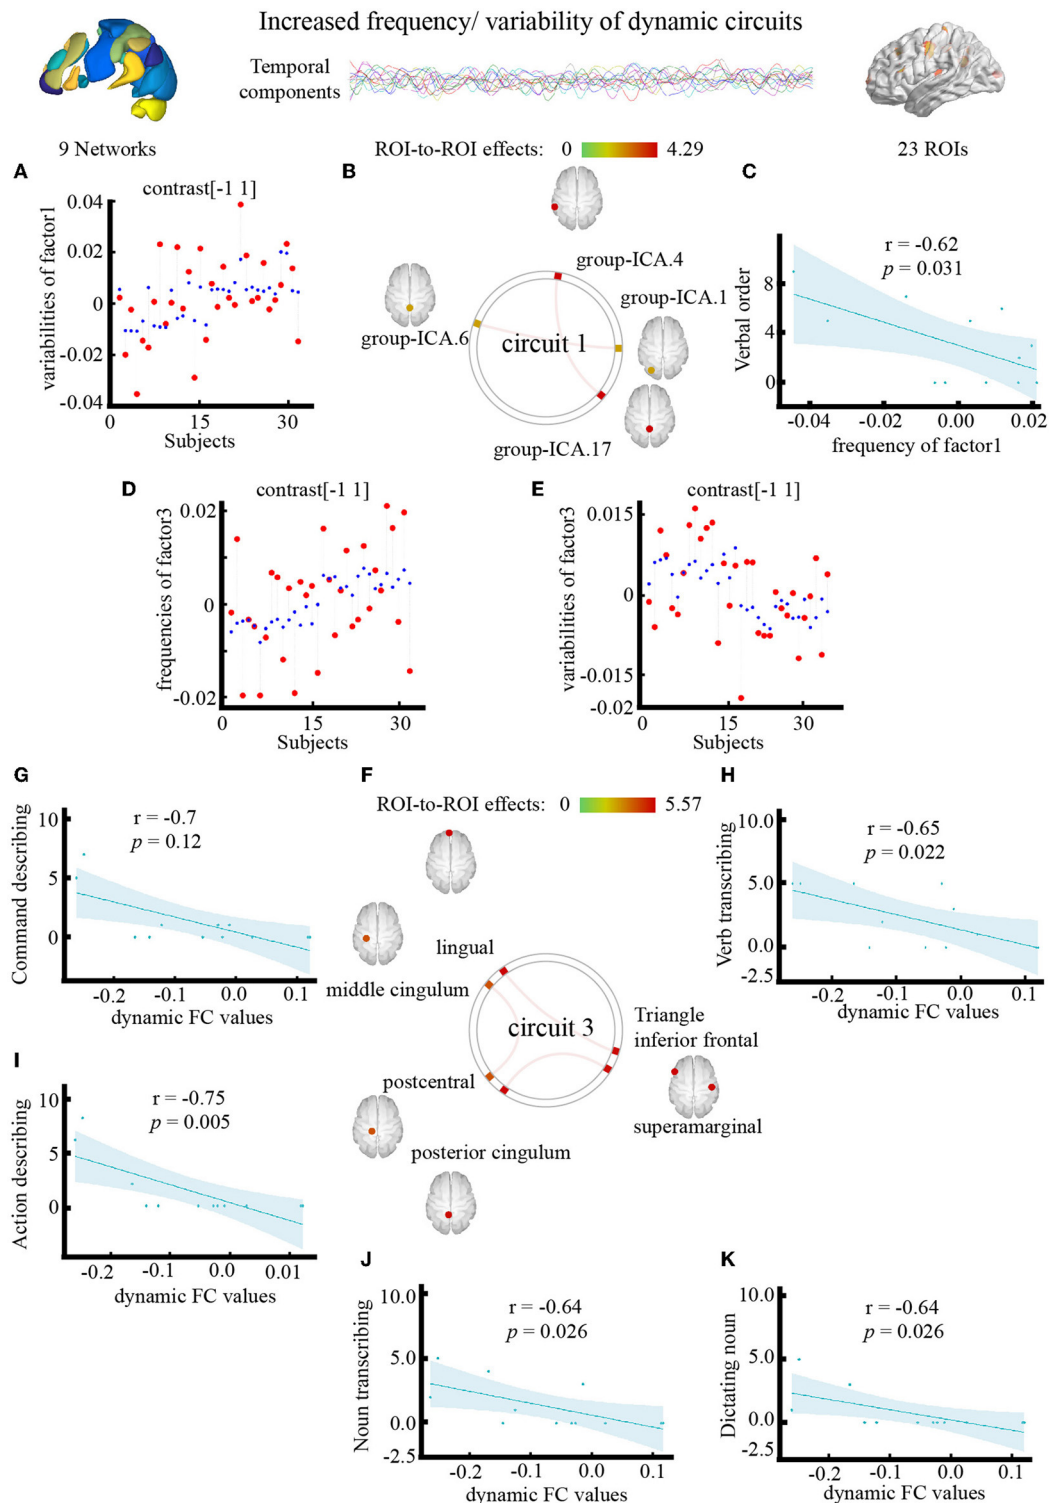 Increased frequency/ variability of dynamic circuits
Temporal
components
9 Networks
23 ROIs
ROI-to-ROI effects: 0 4.29
A
contrast[-1 1]
variabilities of factor1
0.04
0.02
0
-0.02
-0.04
0 15 30
Subjects
B
group-ICA.4
group-ICA.1
group-ICA.6
circuit 1
group-ICA.17
C
r = -0.62
p = 0.031
Verbal order
8
4
0
-0.04 -0.02 0.00 0.02
frequency of factor1
D
contrast[-1 1]
frequencies of factor3
0.02
0
-0.02
0 15 30
Subjects
E
contrast[-1 1]
variabilities of factor3
0.015
0
-0.015
-0.02
0 15 30
Subjects
G
Command describing
10
5
0
r = -0.7
p = 0.12
-0.2 -0.1 0.0 0.1
dynamic FC values
F
ROI-to-ROI effects: 0 5.57
lingual
middle cingulum
circuit 3
Triangle
inferior frontal
postcentral
superamarginal
posterior cingulum
H
Verb transcribing
10.0
5.0
0.0
-2.5
r = -0.65
p = 0.022
-0.2 -0.1 0.0 0.1
dynamic FC values
I
Action describing
10
5
0
r = -0.75
p = 0.005
-0.2 -0.1 0.0 0.01
dynamic FC values
J
Noun transcribing
10.0
5.0
0.0
-2.5
r = -0.64
p = 0.026
-0.2 -0.1 0.0 0.1
dynamic FC values
K
Dictating noun
10.0
5.0
0.0
-2.5
r = -0.64
p = 0.026
-0.2 -0.1 0.0 0.1
dynamic FC values